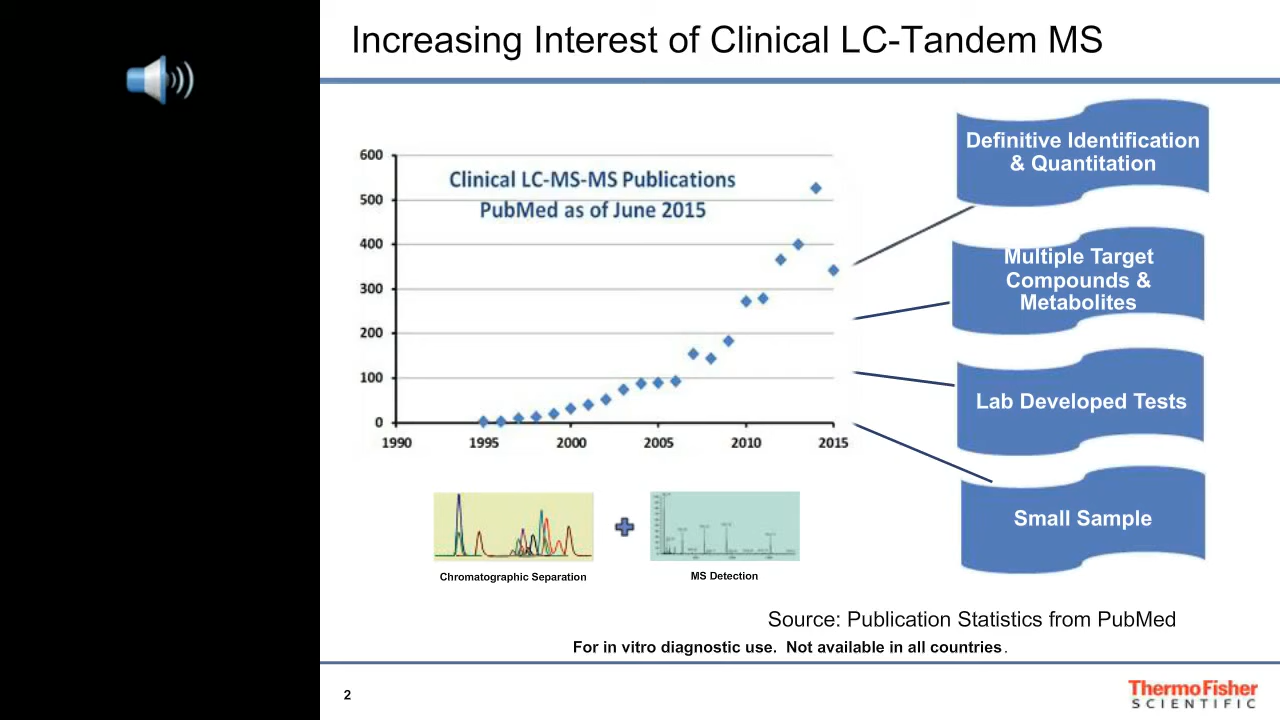 Increasing Interest of Clinical LC-Tandem MS
600
500
400
300
200
100
0
1990
1995
2000
2005
2010
2015
Clinical LC-MS-MS Publications
PubMed as of June 2015
Definitive Identification
& Quantitation
Multiple Target
Compounds &
Metabolites
Lab Developed Tests
Small Sample
Chromatographic Separation
MS Detection
Source: Publication Statistics from PubMed
For in vitro diagnostic use.  Not available in all countries.
2
ThermoFisher
SCIENTIFIC